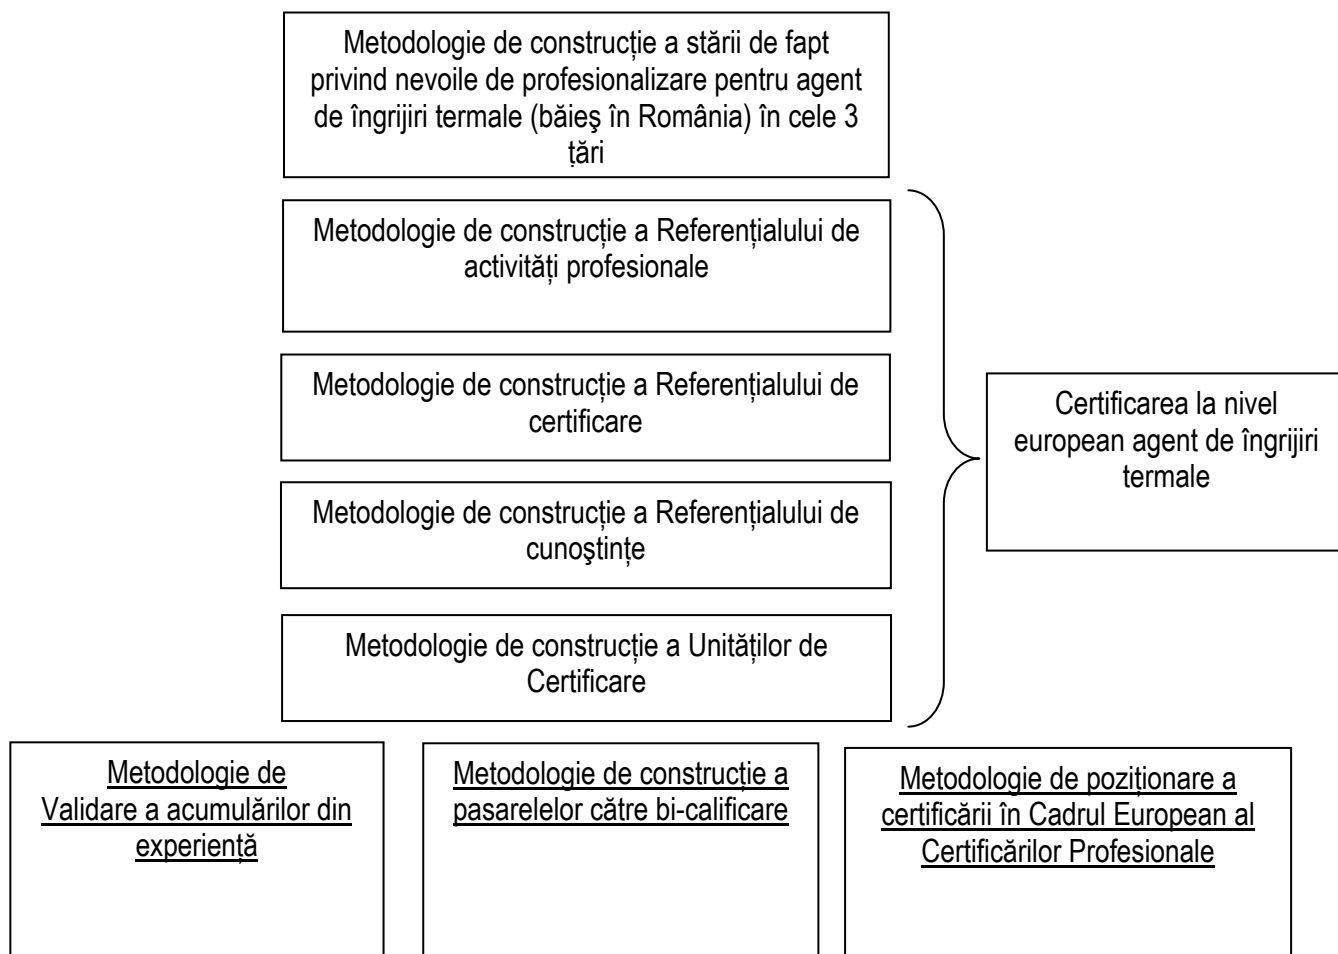 Metodologie de construcție a stării de fapt
privind nevoile de profesionalizare pentru agent
de îngrijiri termale (băieş în România) în cele 3
țări
Metodologie de construcție a Referențialului de
activități profesionale
Metodologie de construcție a Referențialului de
certificare
Metodologie de construcție a Referențialului de
cunoştințe
Metodologie de construcție a Unităților de
Certificare
Certificarea la nivel
european agent de îngrijiri
termale
Metodologie de
Validare a acumulărilor din
experiență
Metodologie de construcție a
pasarelelor către bi-calificare
Metodologie de poziționare a
certificării în Cadrul European al
Certificărilor Profesionale